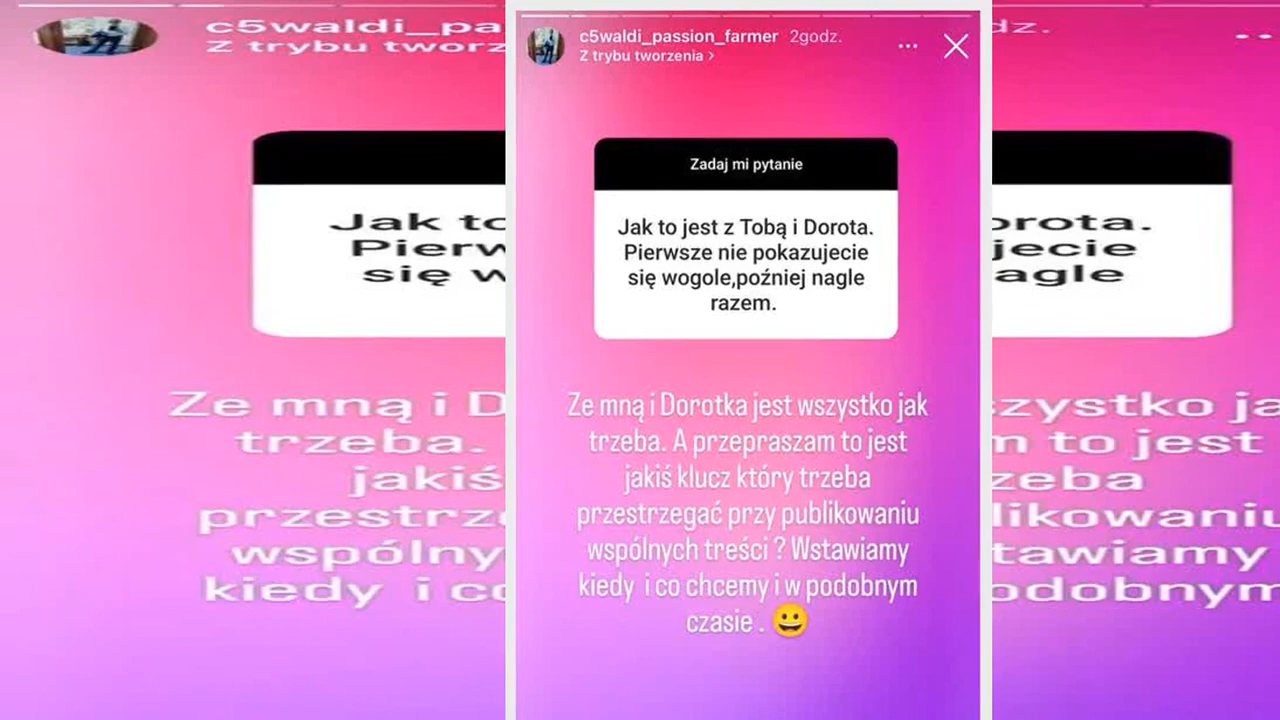 c5waldi_passion_farmer 2godz.
Z trybu tworzenia >
Zadaj mi pytanie
Jak to jest z Tobą i Dorota.
Pierwsze nie pokazujecie
się wogole,poźniej nagle
razem.
Ze mną i Dorotka jest wszystko jak
trzeba. A przepraszam to jest
jakiś klucz który trzeba
przestrzegać przy publikowaniu
wspólnych treści ? Wstawiamy
kiedy i co chcemy i w podobnym
czasie . 😀